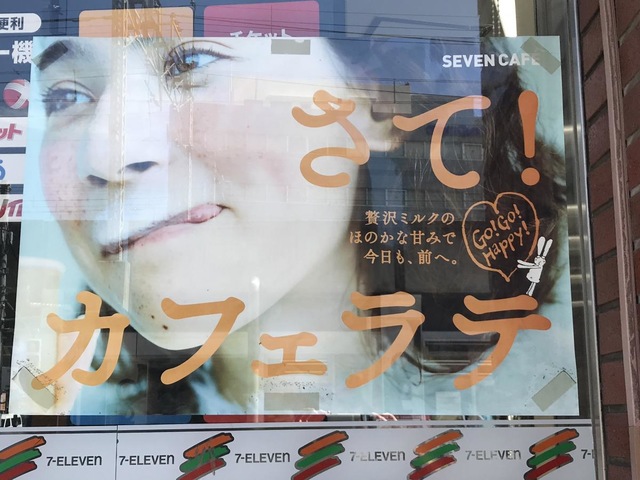 便利
チケット
SEVEN CAFE
さて!
贅沢ミルクの
ほのかな甘みで
今日も、前へ。
Go! Go!
Happy!
カフェラテ
7-ELEVEN
7-ELEVEN
7-ELEVEN
7-ELEVEN
7-ELEVEN